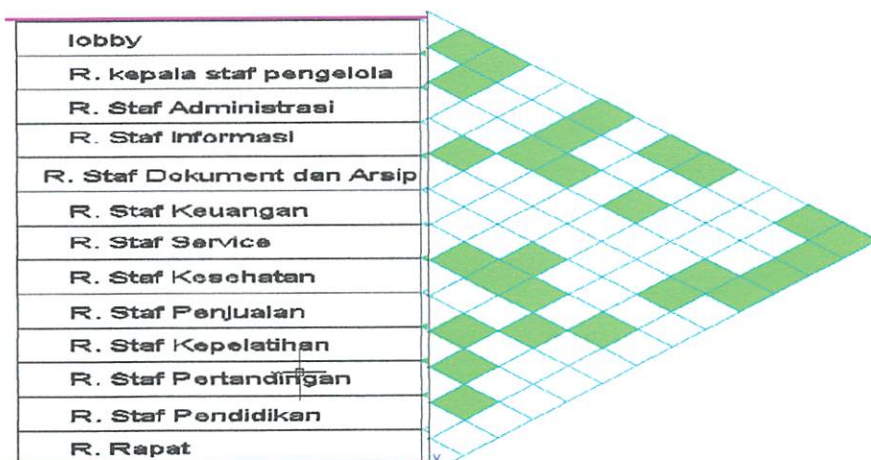 lobby
R. kepala staf pengelola
R. Staf Administrasi
R. Staf Informasi
R. Staf Dokument dan Arsip
R. Staf Keuangan
R. Staf Service
R. Staf Kesehatan
R. Staf Penjualan
R. Staf Kepelatihan
R. Staf Pertandingan
R. Staf Pendidikan
R. Rapat
Y